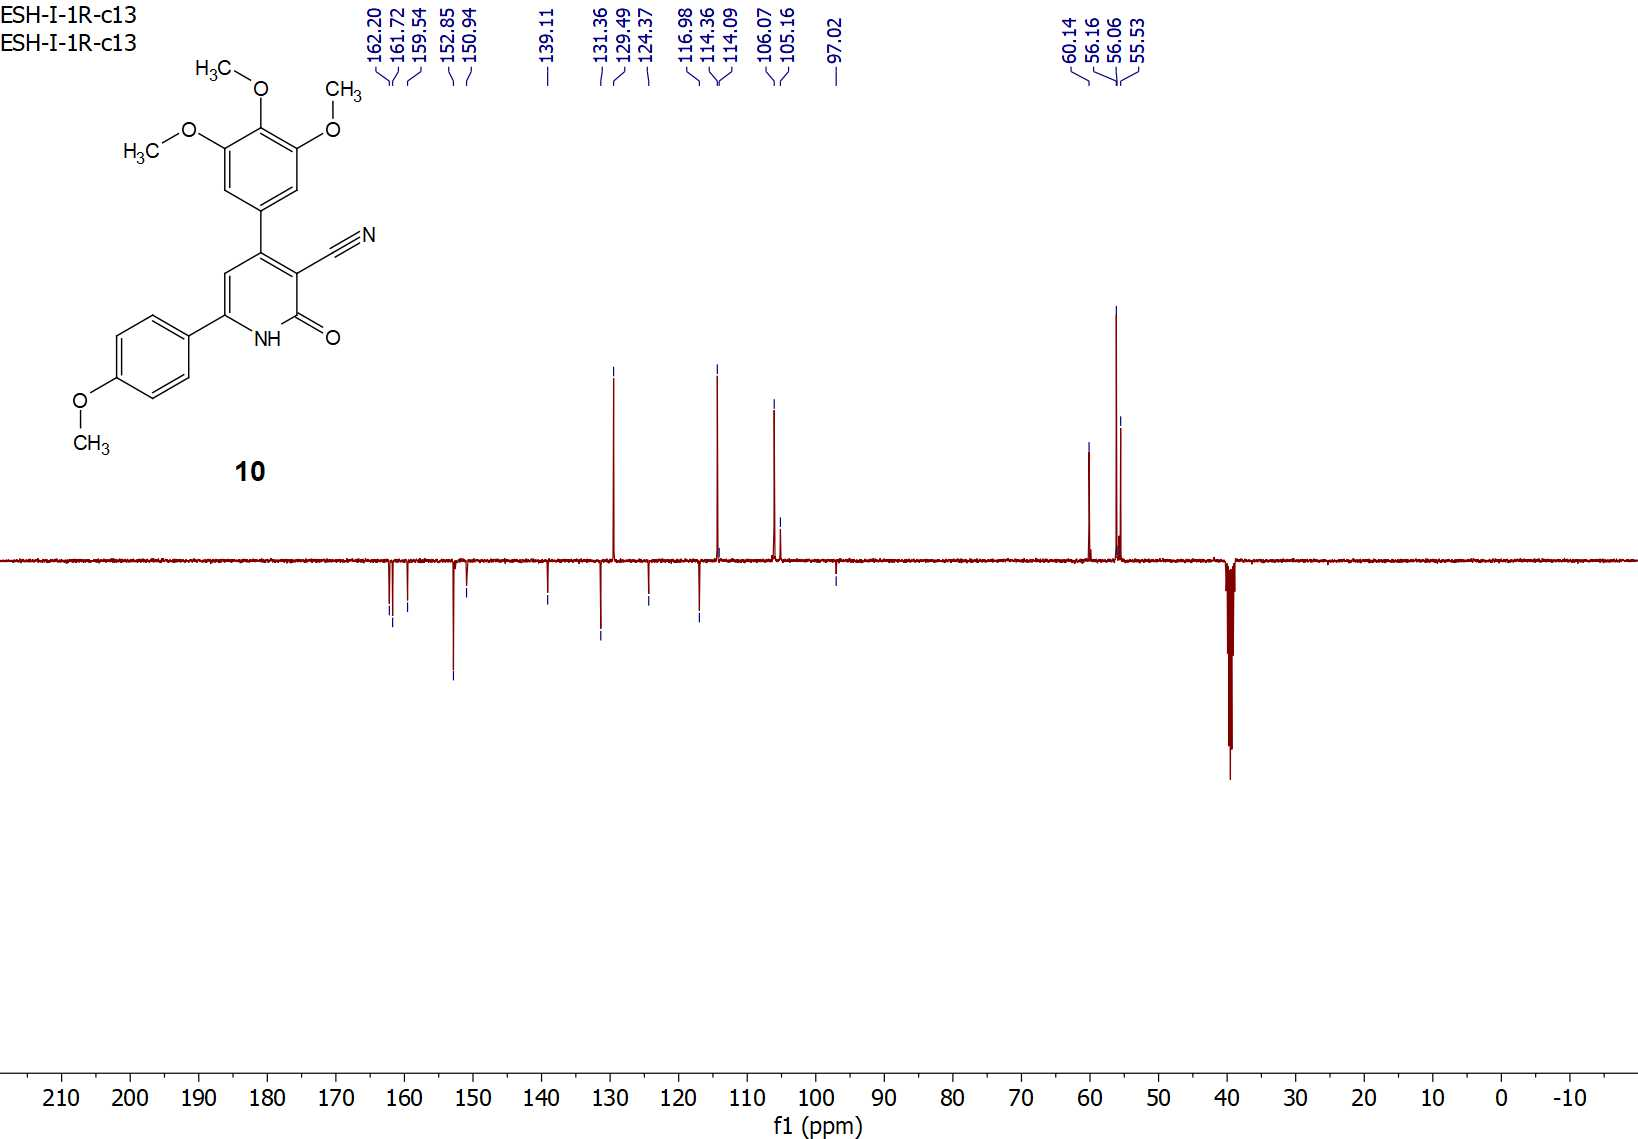 ESH-I-1R-c13
ESH-I-1R-c13
162.20
161.72
159.54
152.85
150.94
139.11
131.36
129.49
124.37
116.98
114.36
114.09
106.07
105.16
97.02
60.14
56.16
56.06
55.53
H3C
O
CH3
O
O
H3C
N
NH
O
O
CH3
10
210 200 190 180 170 160 150 140 130 120 110 100 90 80 70 60 50 40 30 20 10 0 -10
f1 (ppm)